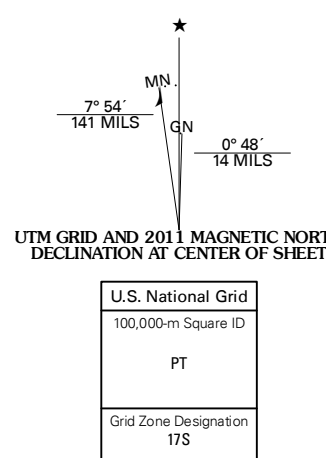 MN
7° 54´
141 MILS
GN
0° 48´
14 MILS
UTM GRID AND 2011 MAGNETIC NORT
DECLINATION AT CENTER OF SHEET
U.S. National Grid
100,000-m Square ID
PT
Grid Zone Designation
17S